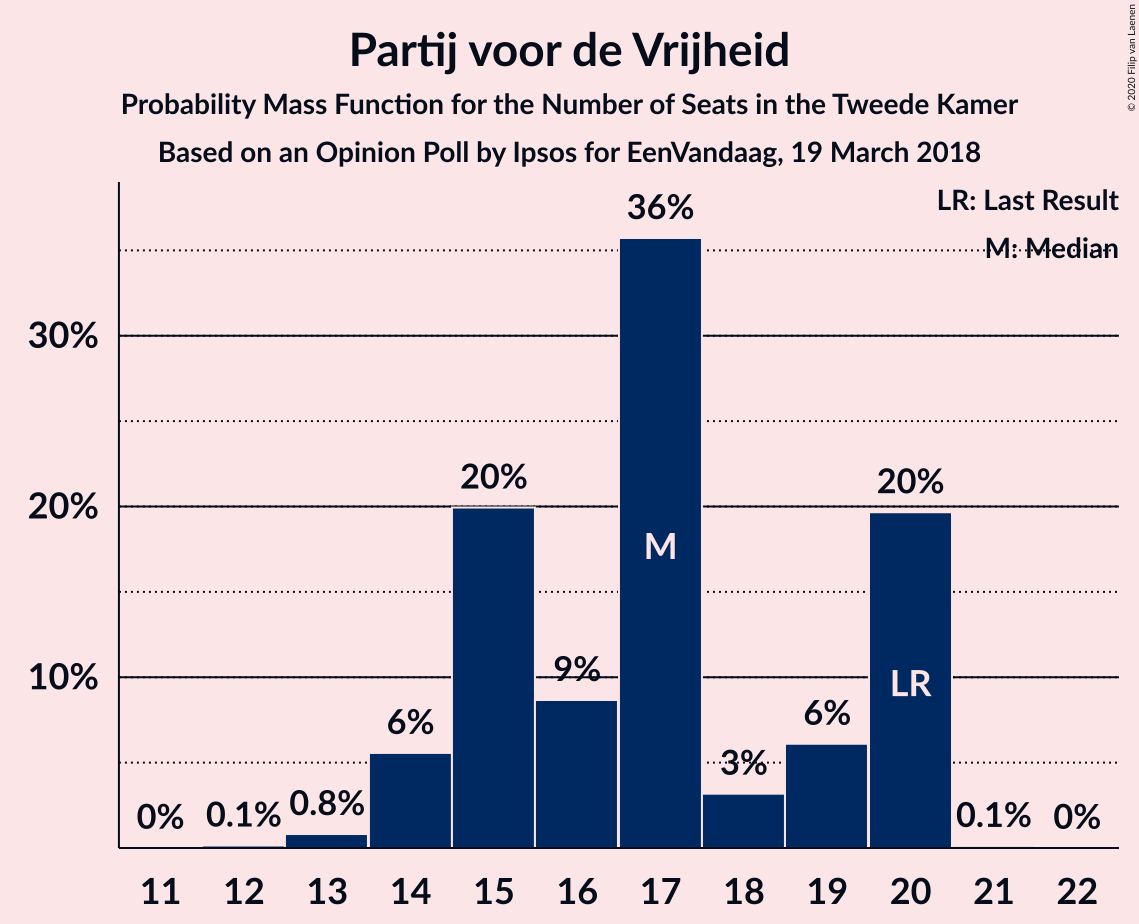 © 2020 Filip van Laenen
Partij voor de Vrijheid
Probability Mass Function for the Number of Seats in the Tweede Kamer
Based on an Opinion Poll by Ipsos for EenVandaag, 19 March 2018
LR: Last Result
M: Median
36%
30%
20%
20%
20%
M
10%
9%
LR
6%
6%
3%
0%
0.1%
0.8%
0.1%
0%
11 12 13 14 15 16 17 18 19 20 21 22